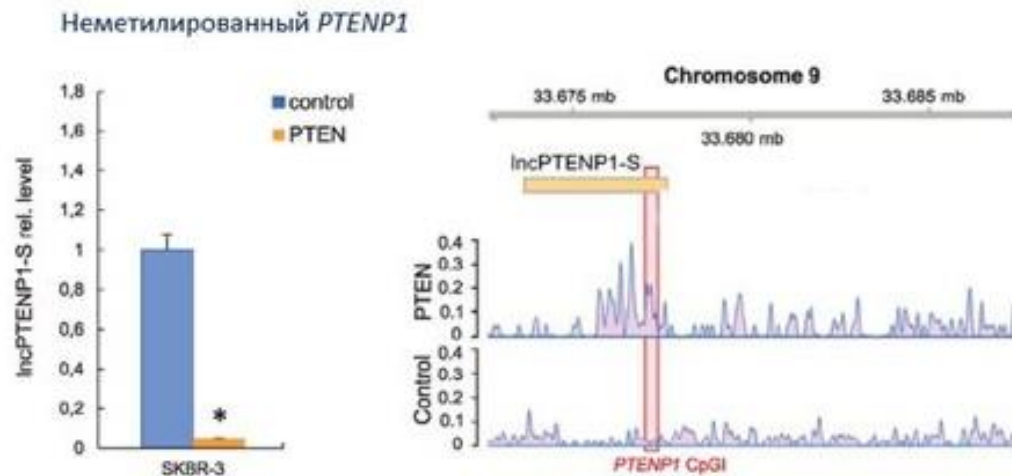 Неметилированный PTENP1
1,8
1,6
1,4
1,2
1
0,8
0,6
0,4
0,2
0
lncPTENP1-S rel. level
control
PTEN
*
SKBR-3
Chromosome 9
33.675 mb
33.685 mb
33.680 mb
lncPTENP1-S
PTEN
0.4
0.3
0.2
0.1
0
Control
0.4
0.3
0.2
0.1
0
PTENP1 CpGI